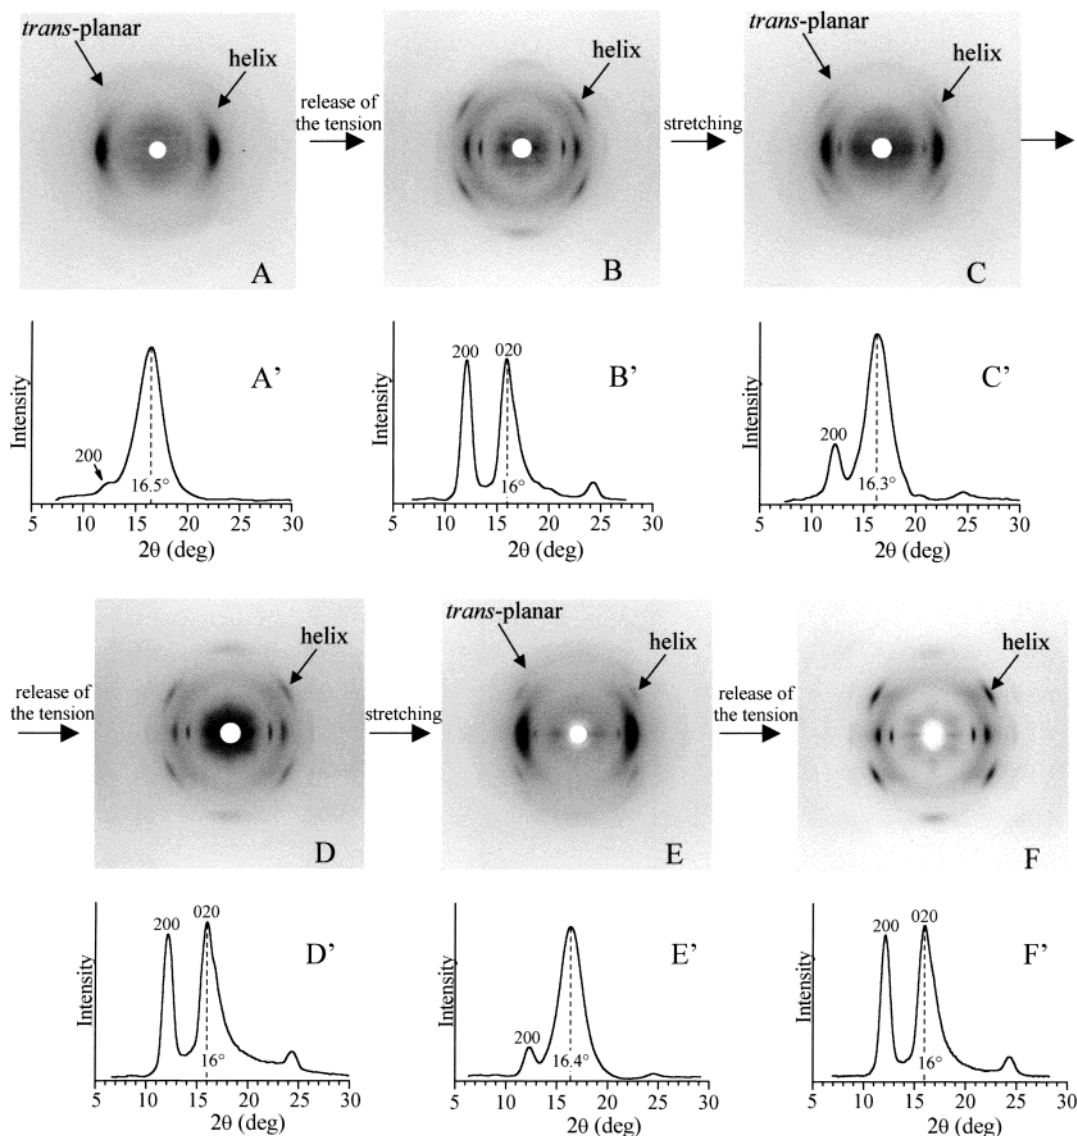 trans-planar
helix
A
release of
the tension
helix
B
stretching
trans-planar
helix
C
Intensity
200
16.5°
A’
5 10 15 20 25 30
2θ (deg)
Intensity
200 020
16°
B’
5 10 15 20 25 30
2θ (deg)
Intensity
200
16.3°
C’
5 10 15 20 25 30
2θ (deg)
release of
the tension
helix
D
stretching
trans-planar
helix
E
release of
the tension
helix
F
Intensity
200 020
16°
D’
5 10 15 20 25 30
2θ (deg)
Intensity
200
16.4°
E’
5 10 15 20 25 30
2θ (deg)
Intensity
200 020
16°
F’
5 10 15 20 25 30
2θ (deg)